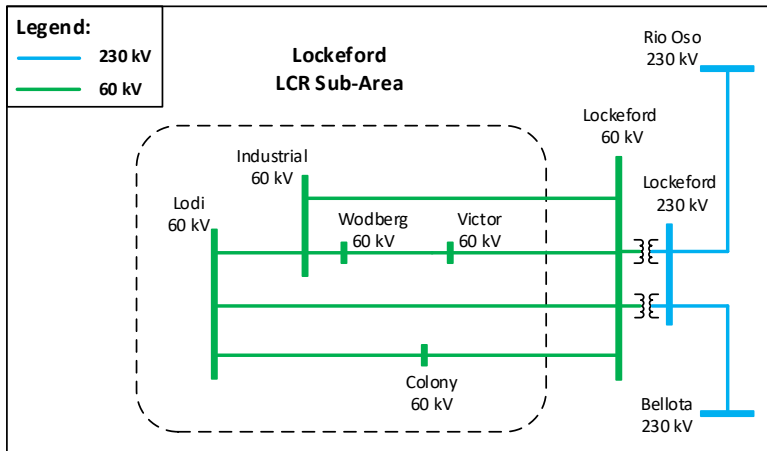 Legend:
230 kV
60 kV
Lockeford
LCR Sub-Area
Rio Oso
230 kV
Lockeford
60 kV
Lockeford
230 kV
Industrial
60 kV
Lodi
60 kV
Wodberg
60 kV
Victor
60 kV
Colony
60 kV
Bellota
230 kV